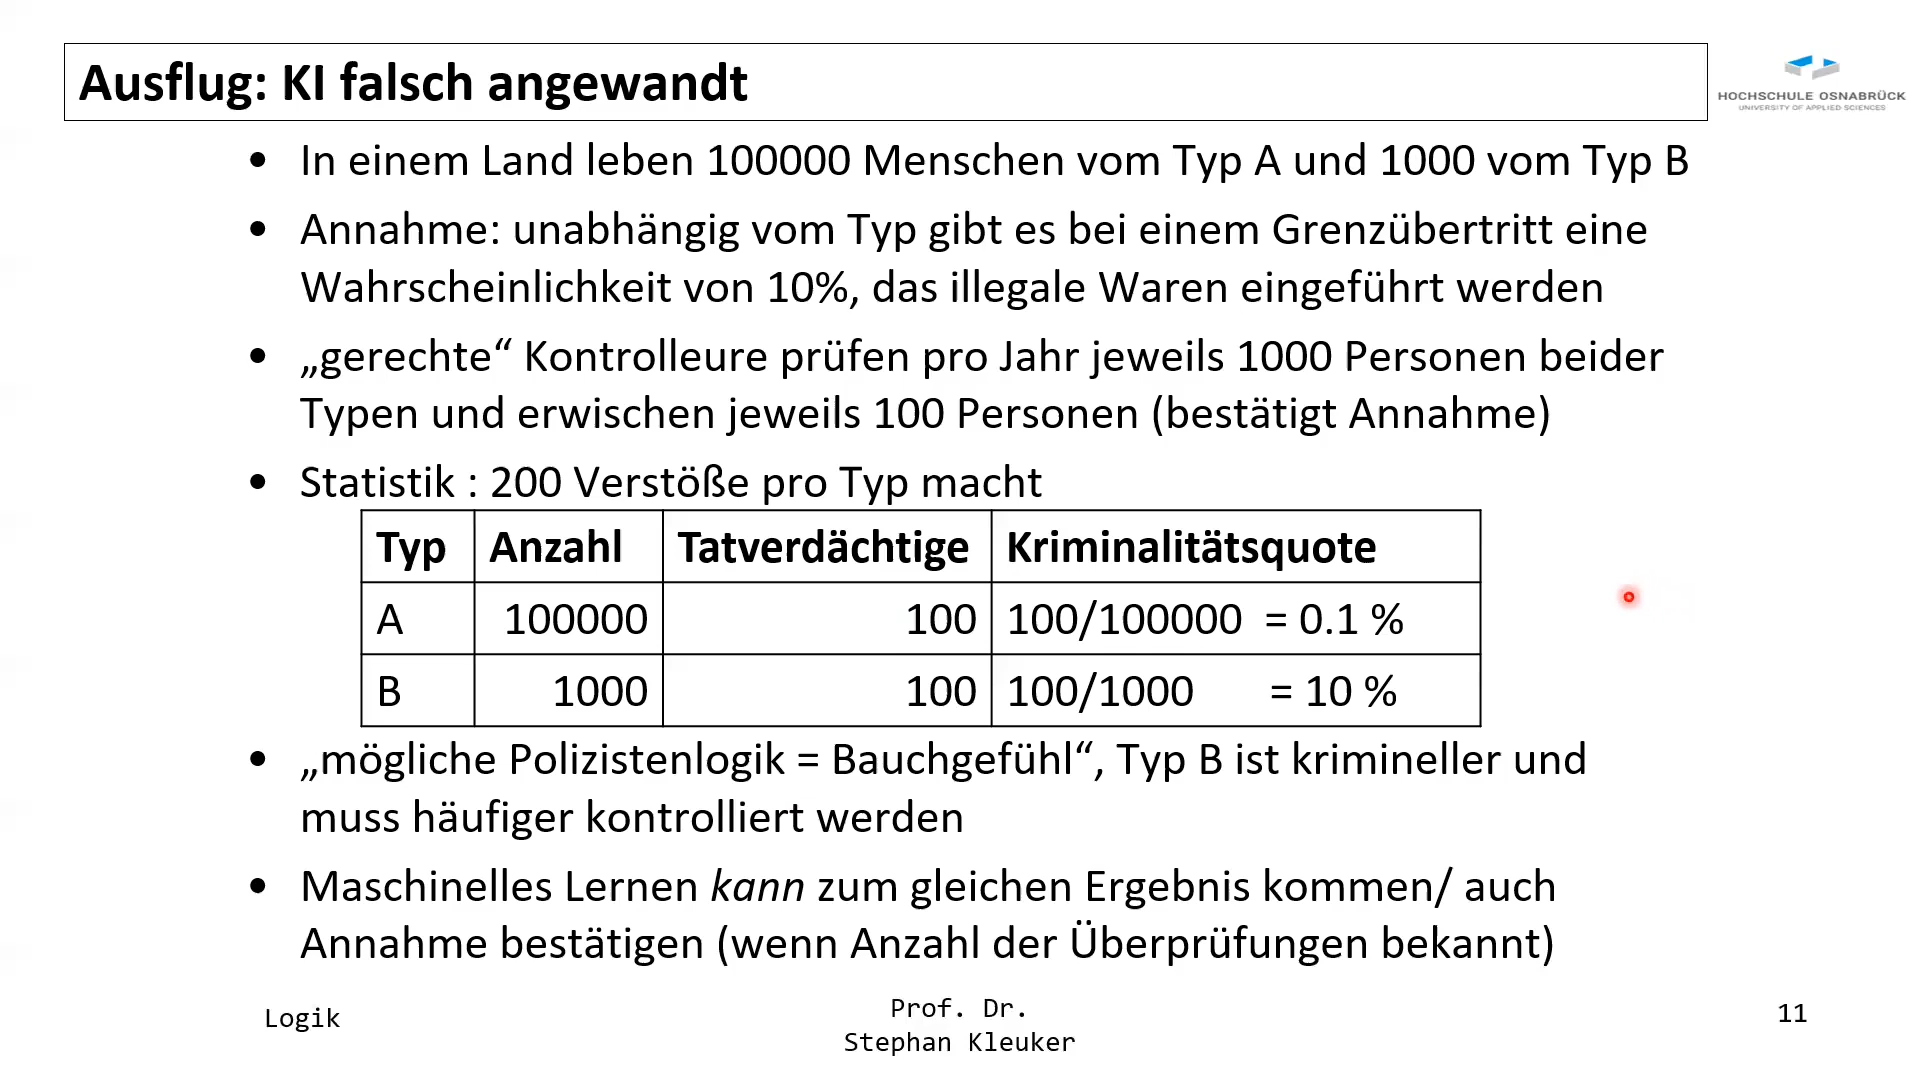 Ausflug: KI falsch angewandt
HOCHSCHULE OSNABRÜCK
UNIVERSITY OF APPLIED SCIENCES
• In einem Land leben 100000 Menschen vom Typ A und 1000 vom Typ B
• Annahme: unabhängig vom Typ gibt es bei einem Grenzübertritt eine
Wahrscheinlichkeit von 10%, das illegale Waren eingeführt werden
• „gerechte“ Kontrolleure prüfen pro Jahr jeweils 1000 Personen beider
Typen und erwischen jeweils 100 Personen (bestätigt Annahme)
• Statistik : 200 Verstöße pro Typ macht
Typ Anzahl Tatverdächtige Kriminalitätsquote
A 100000 100 100/100000 = 0.1 %
B 1000 100 100/1000 = 10 %
• „mögliche Polizistenlogik = Bauchgefühl“, Typ B ist krimineller und
muss häufiger kontrolliert werden
• Maschinelles Lernen kann zum gleichen Ergebnis kommen/ auch
Annahme bestätigen (wenn Anzahl der Überprüfungen bekannt)
Logik
Prof. Dr.
Stephan Kleuker
11